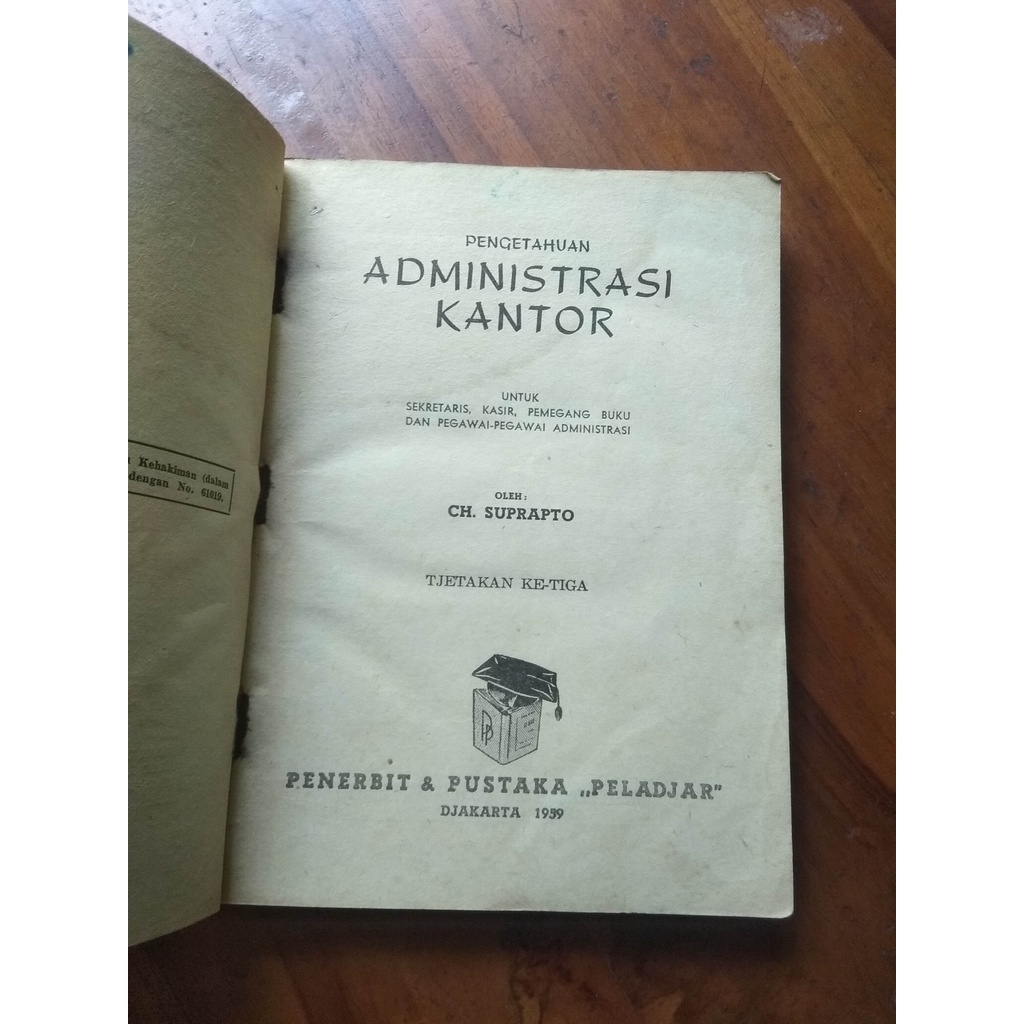 Kehakiman (dalam
dengan No. 61019.
PENGETAHUAN
ADMINISTRASI
KANTOR
UNTUK
SEKRETARIS, KASIR, PEMEGANG BUKU
DAN PEGAWAI-PEGAWAI ADMINISTRASI
OLEH :
CH. SUPRAPTO
TJETAKAN KE-TIGA
PENERBIT & PUSTAKA „PELADJAR”
DJAKARTA 1959